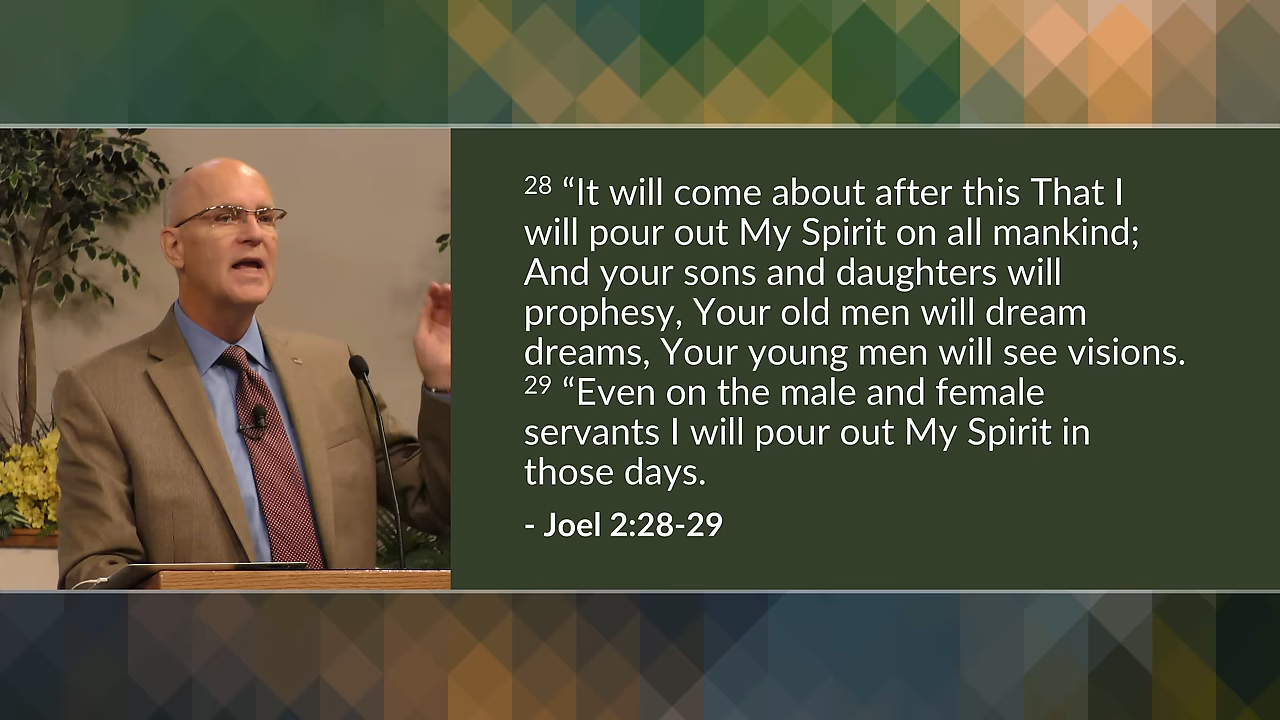 28 “It will come about after this That I
will pour out My Spirit on all mankind;
And your sons and daughters will
prophesy, Your old men will dream
dreams, Your young men will see visions.
29 “Even on the male and female
servants I will pour out My Spirit in
those days.
- Joel 2:28-29